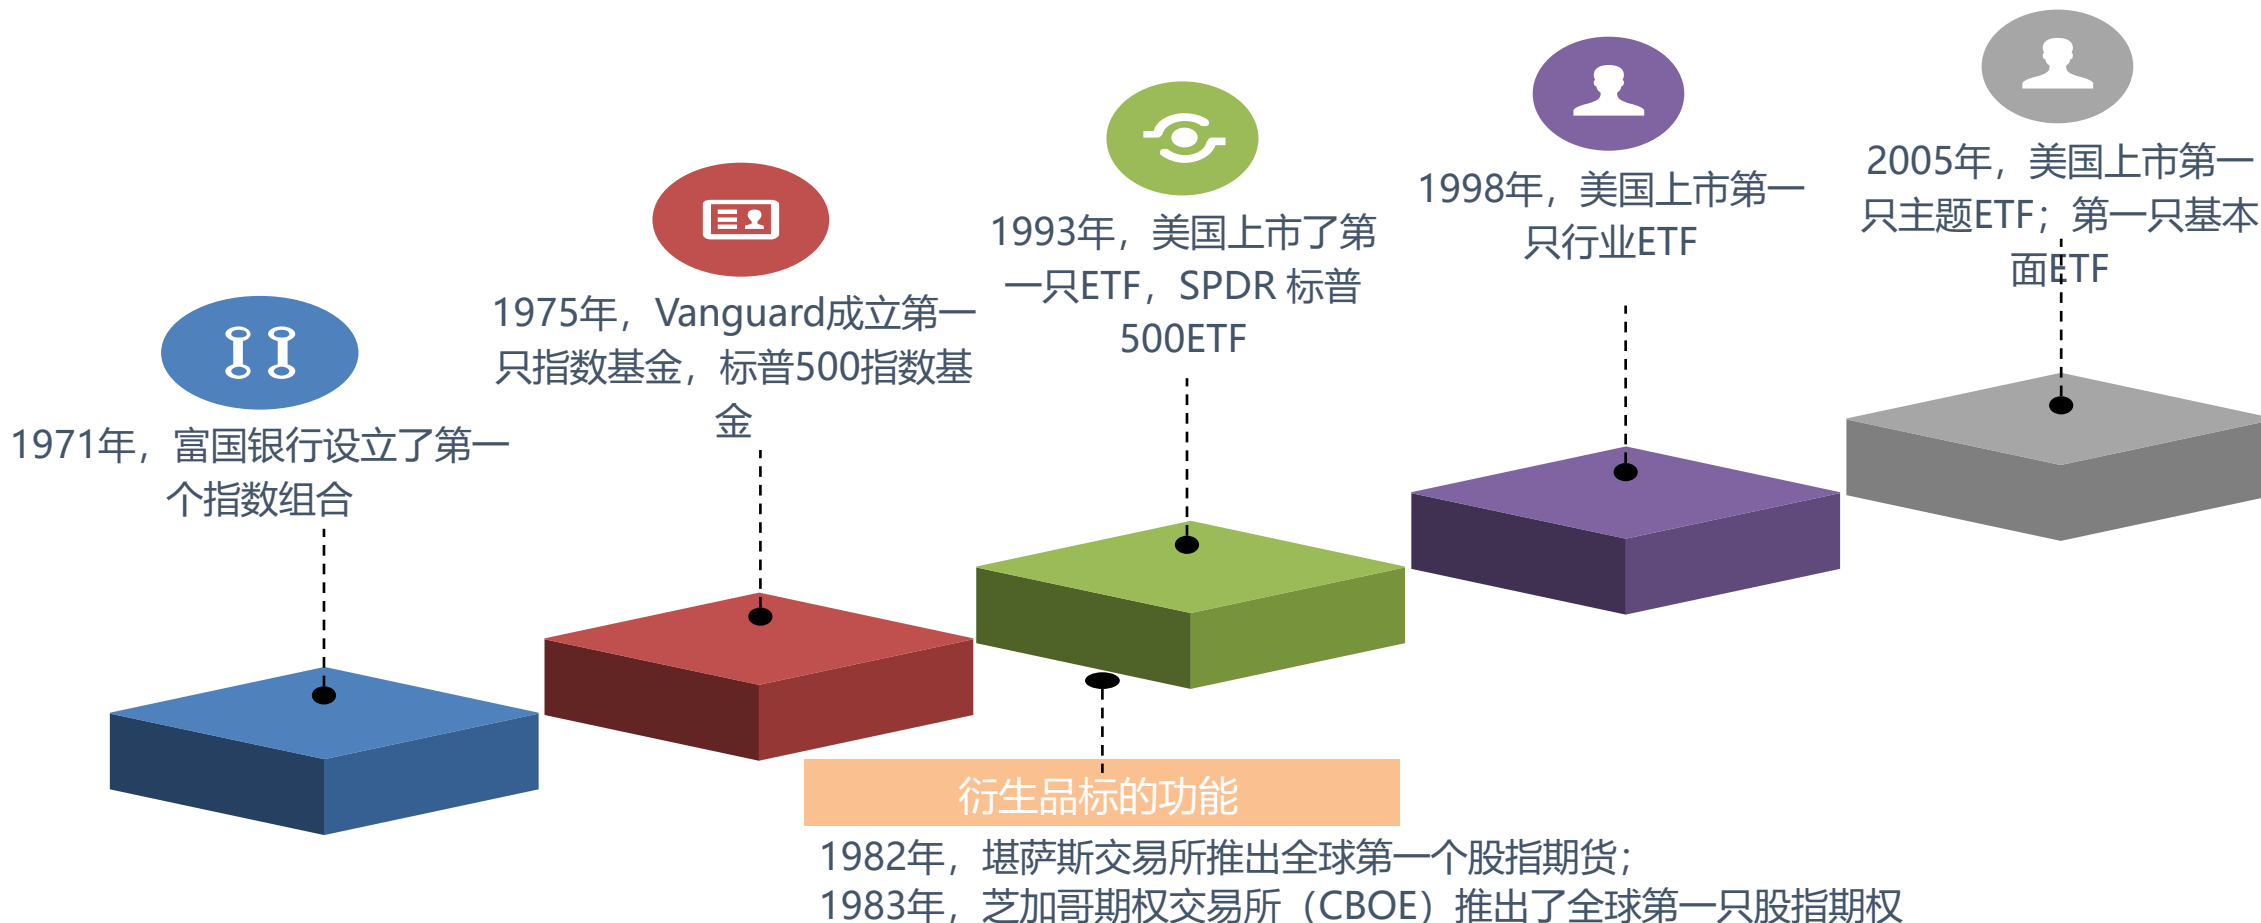 1971年，富国银行设立了第一
个指数组合
1975年，Vanguard成立第一
只指数基金，标普500指数基
金
1993年，美国上市了第
一只ETF，SPDR 标普
500ETF
1998年，美国上市第一
只行业ETF
2005年，美国上市第一
只主题ETF；第一只基本
面ETF
衍生品标的功能
1982年，堪萨斯交易所推出全球第一个股指期货；
1983年，芝加哥期权交易所（CBOE）推出了全球第一只股指期权